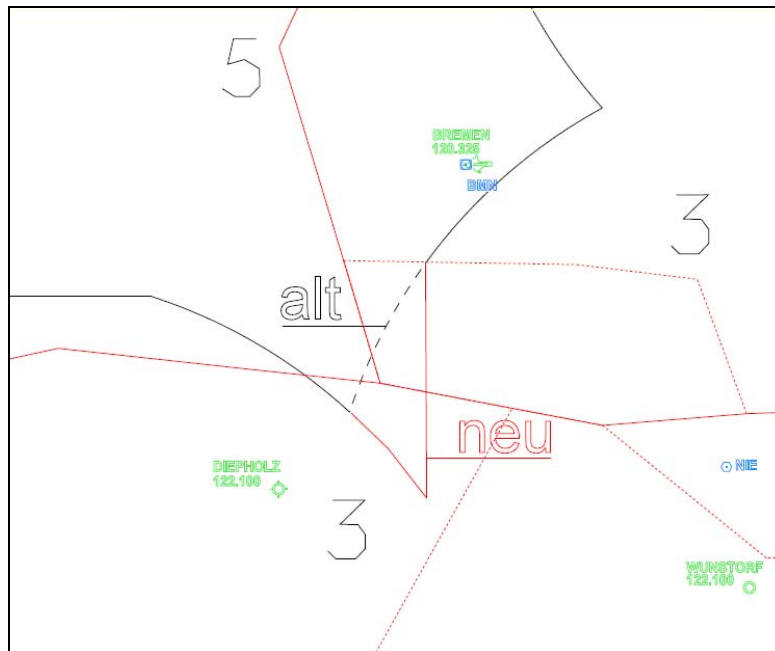 5
BREMEN
120.325
BMN
3
alt
neu
DIEPHOLZ
122.100
NIE
3
WUNSTORF
122.100